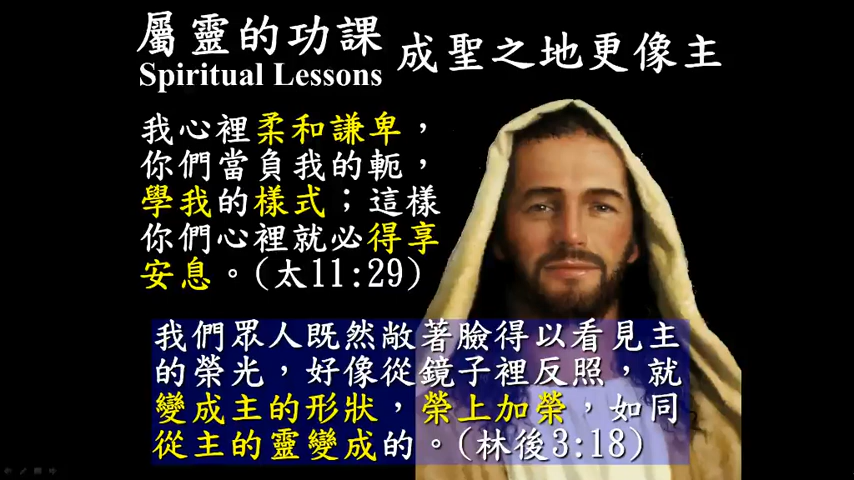 屬靈的功課 成聖之地更像主
Spiritual Lessons
我心裡柔和謙卑，
你們當負我的軛，
學我的樣式；這樣
你們心裡就必得享
安息。(太11:29)
我們眾人既然敞著臉得以看見主
的榮光，好像從鏡子裡反照，就
變成主的形狀，榮上加榮，如同
從主的靈變成的。(林後3:18)